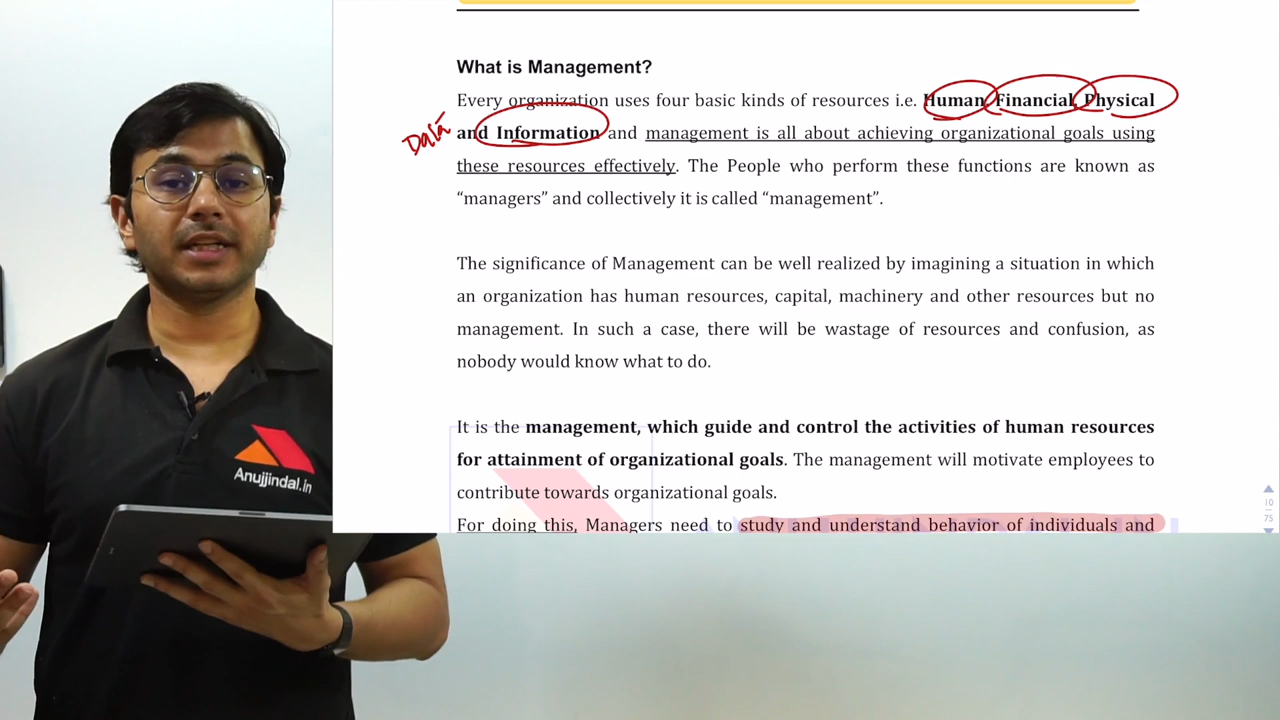 What is Management?
Every organization uses four basic kinds of resources i.e. Human, Financial, Physical
Data
and Information and management is all about achieving organizational goals using
these resources effectively. The People who perform these functions are known as
“managers” and collectively it is called “management”.
The significance of Management can be well realized by imagining a situation in which
an organization has human resources, capital, machinery and other resources but no
management. In such a case, there will be wastage of resources and confusion, as
nobody would know what to do.
It is the management, which guide and control the activities of human resources
for attainment of organizational goals. The management will motivate employees to
contribute towards organizational goals.
For doing this, Managers need to study and understand behavior of individuals and
Anujjindal.in
10
75